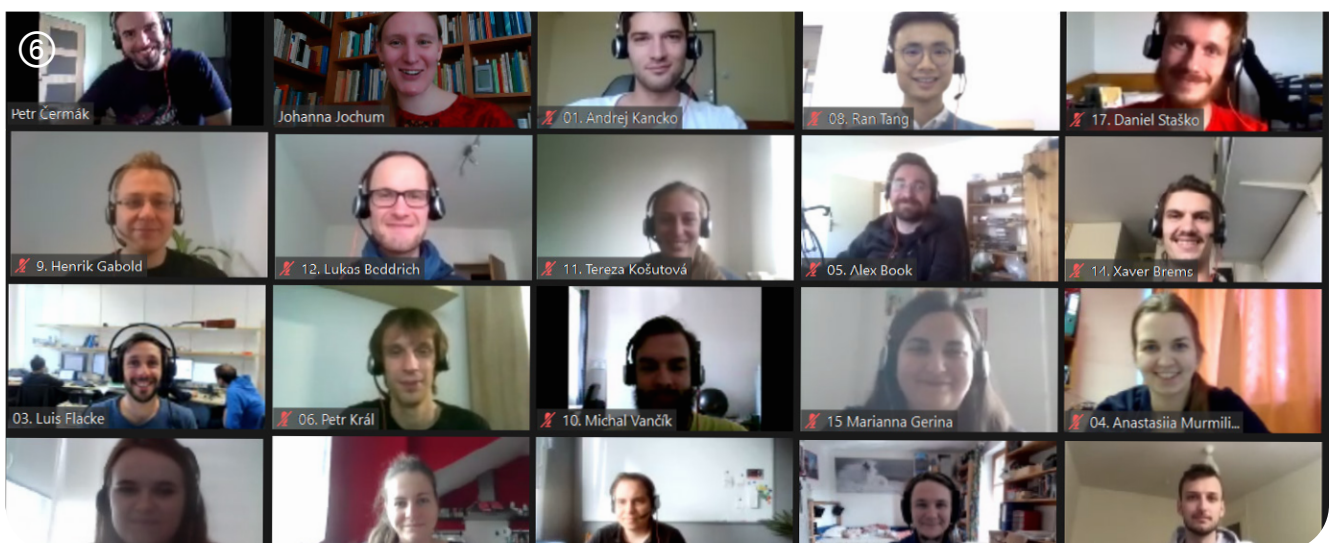 6
Petr Čermák
Johanna Jochum
01. Andrej Kancko
08. Ran Tang
17. Daniel Staško
9. Henrik Gabold
12. Lukas Beddrich
11. Tereza Košutová
05. Alex Book
14. Xaver Brems
03. Luis Flacke
06. Petr Král
10. Michal Vančík
15 Marianna Gerina
04. Anastasiia Murmili...